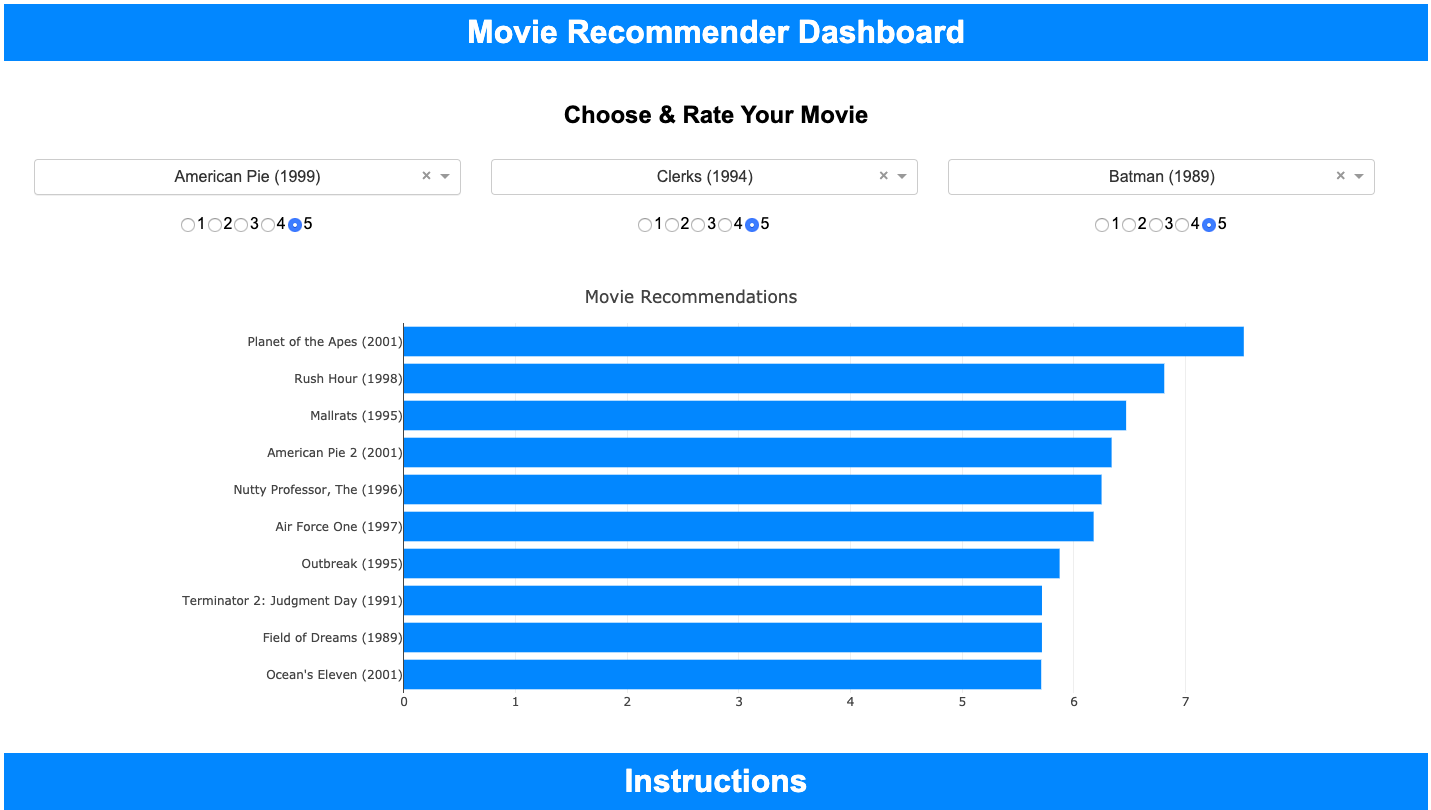 Movie Recommender Dashboard
Choose & Rate Your Movie
American Pie (1999) × Clerks (1994) × Batman (1989) ×
1 2 3 4 5 1 2 3 4 5 1 2 3 4 5
Movie Recommendations
Planet of the Apes (2001)
Rush Hour (1998)
Mallrats (1995)
American Pie 2 (2001)
Nutty Professor, The (1996)
Air Force One (1997)
Outbreak (1995)
Terminator 2: Judgment Day (1991)
Field of Dreams (1989)
Ocean's Eleven (2001)
0 1 2 3 4 5 6 7
Instructions